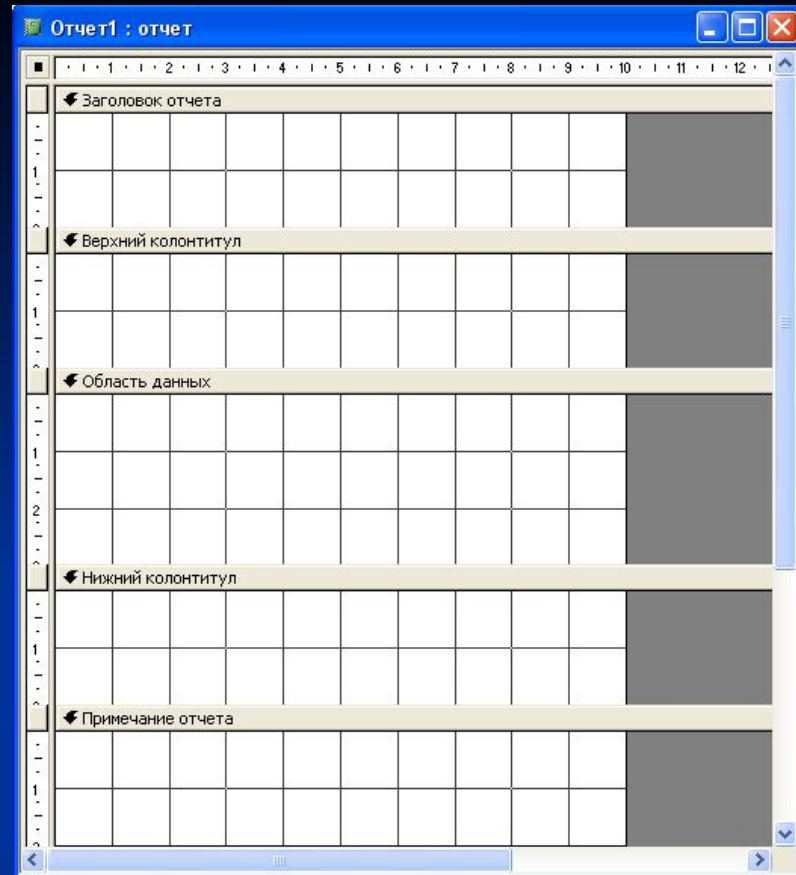 Отчет1 : отчет
1 2 3 4 5 6 7 8 9 10 11 12
Заголовок отчета
1
Верхний колонтитул
1
Область данных
1
2
Нижний колонтитул
1
Примечание отчета
1